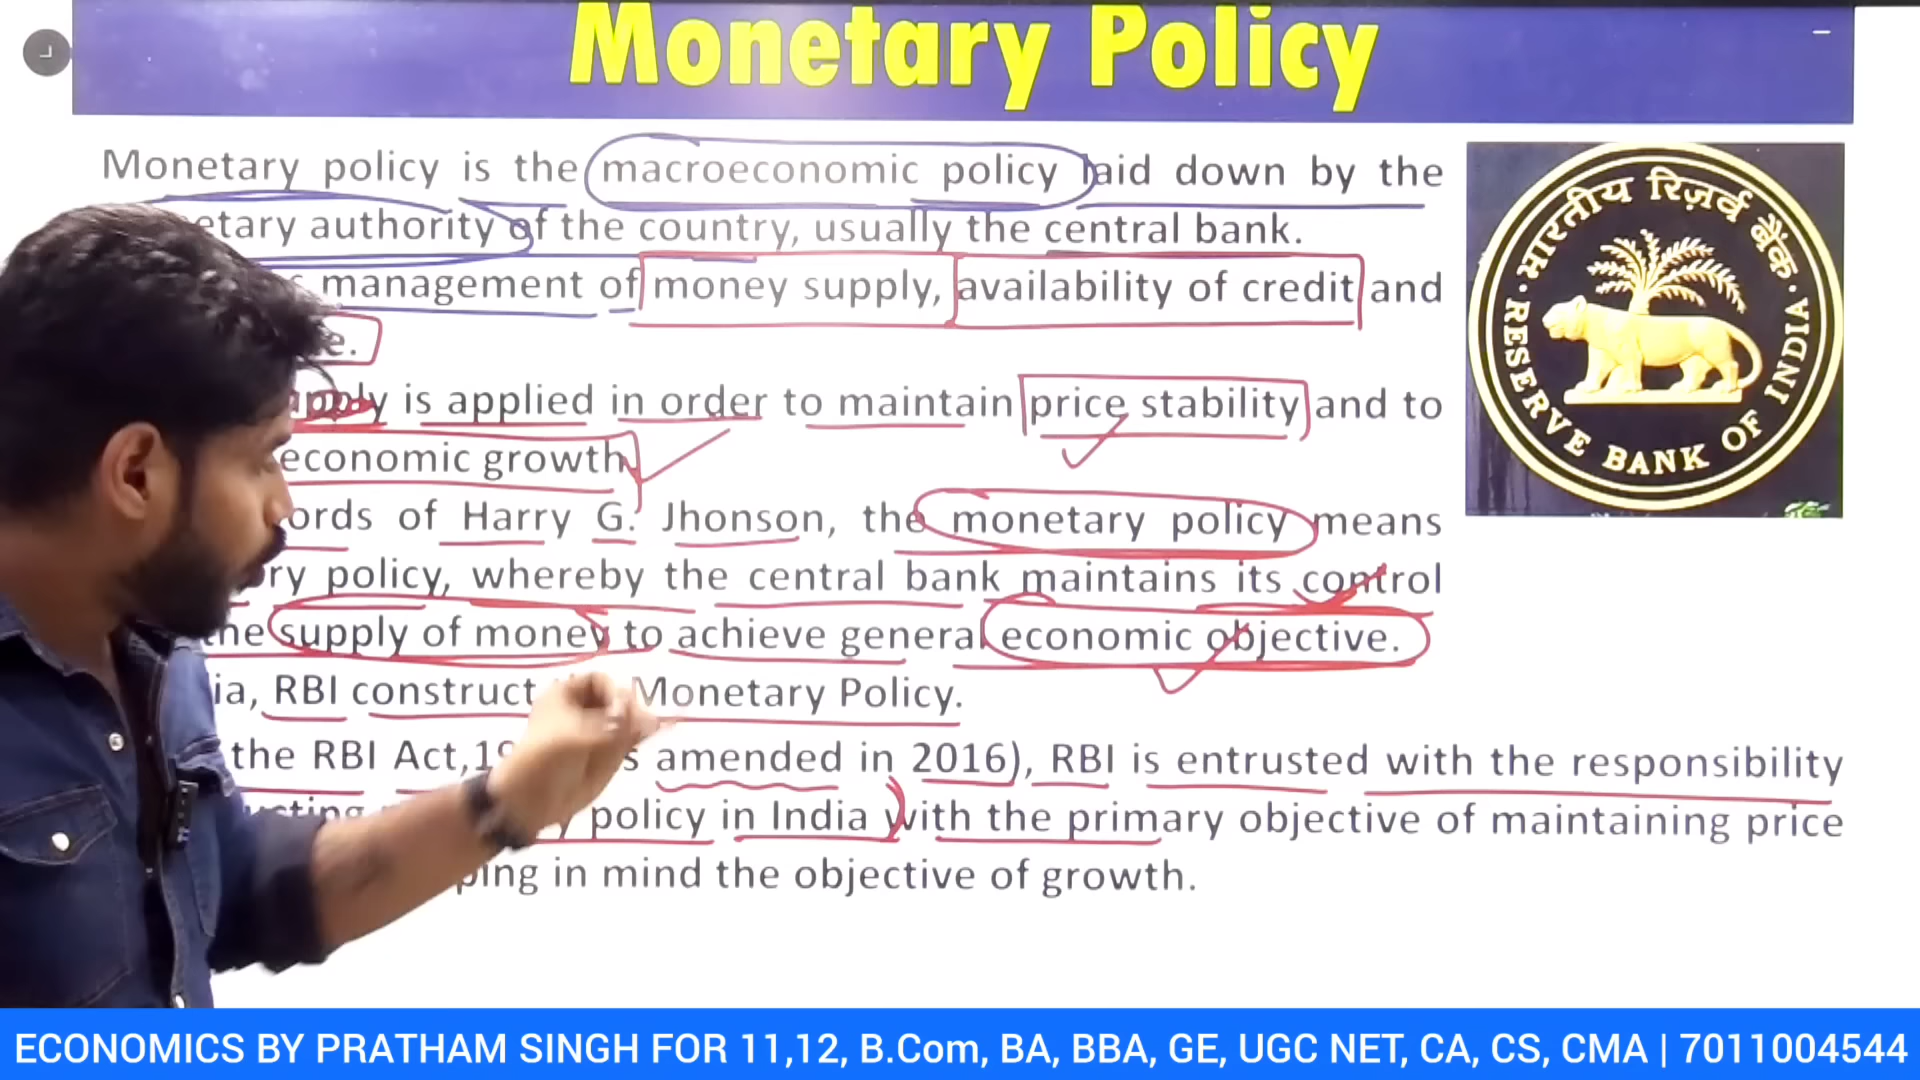 Monetary Policy
Monetary policy is the macroeconomic policy laid down by the
etary authority of the country, usually the central bank.
management of money supply, availability of credit and
e.
is applied in order to maintain price stability and to
economic growth
ords of Harry G. Jhonson, the monetary policy means
ry policy, whereby the central bank maintains its control
he supply of money to achieve general economic objective.
ia, RBI construct Monetary Policy.
the RBI Act,19 s amended in 2016), RBI is entrusted with the responsibility
ucting y policy in India with the primary objective of maintaining price
ping in mind the objective of growth.
भारतीय रिज़र्व बैंक
RESERVE BANK OF INDIA
ECONOMICS BY PRATHAM SINGH FOR 11,12, B.Com, BA, BBA, GE, UGC NET, CA, CS, CMA | 7011004544